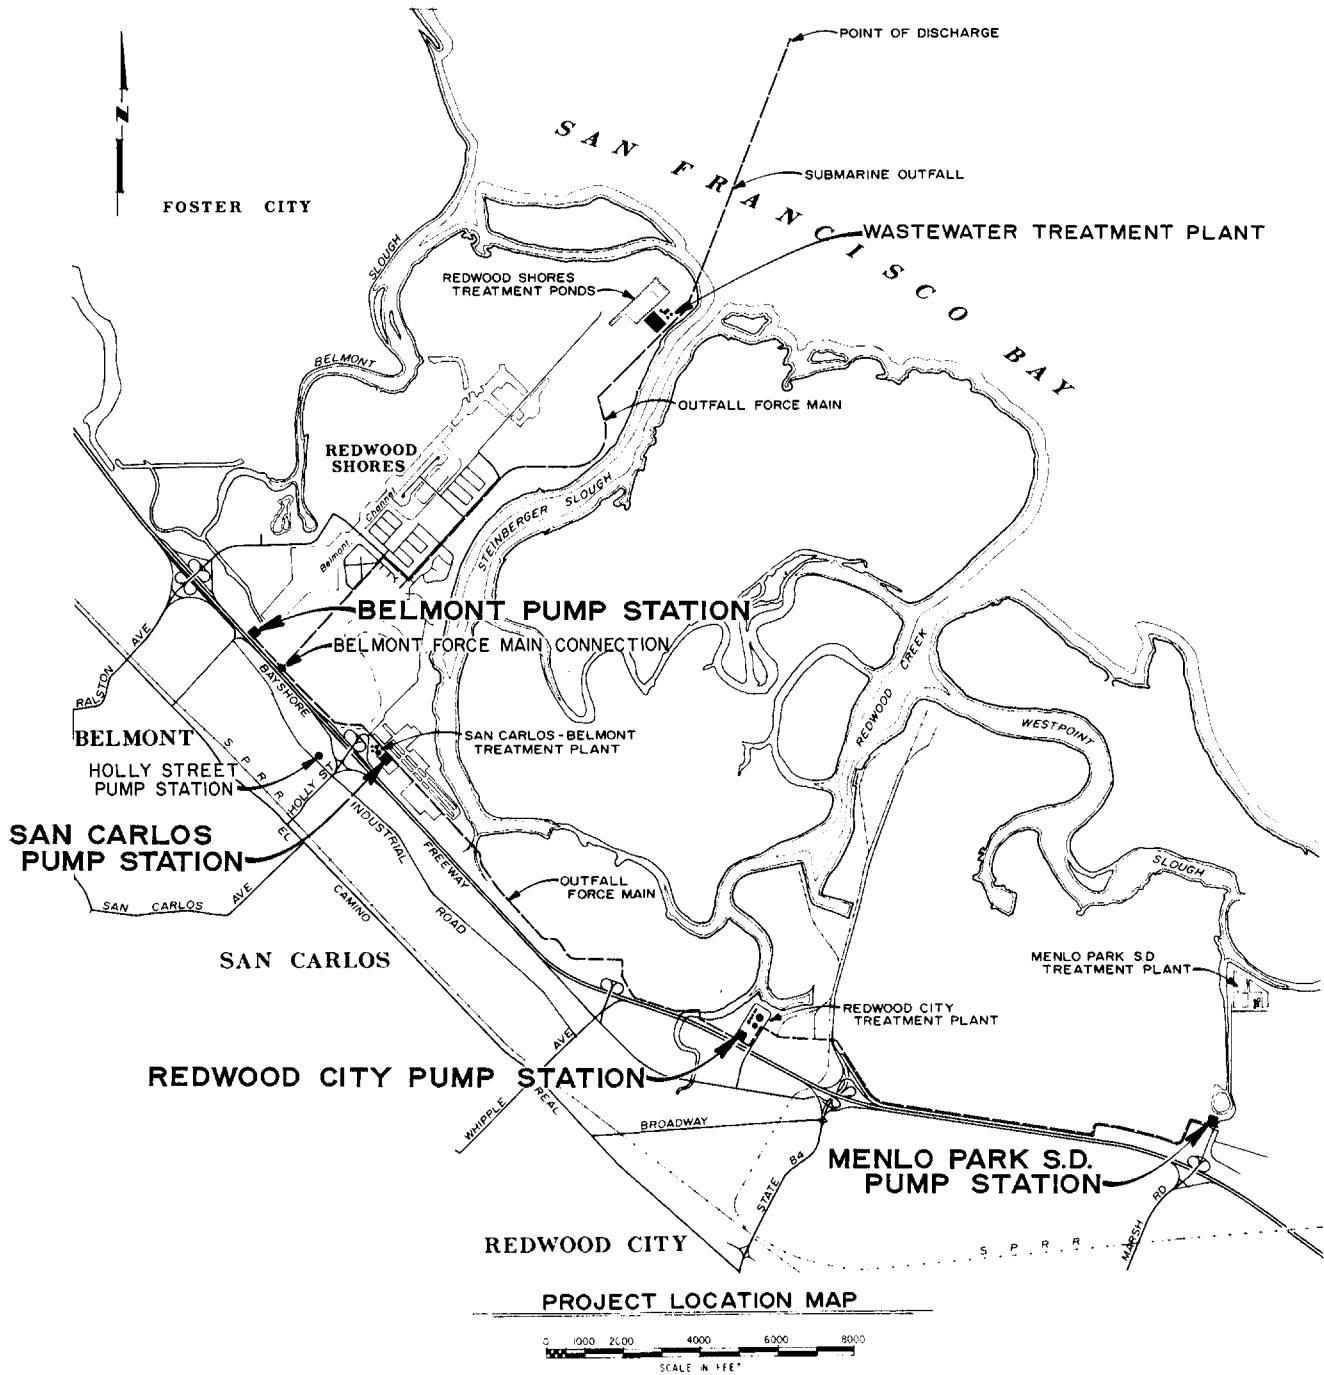 POINT OF DISCHARGE
N
SAN FRANCISCO BAY
SUBMARINE OUTFALL
FOSTER CITY
WASTEWATER TREATMENT PLANT
SLOUGH
REDWOOD SHORES
TREATMENT PONDS
BELMONT
OUTFALL FORCE MAIN
REDWOOD
SHORES
Channel
Belmont
STEINBERGER SLOUGH
BELMONT PUMP STATION
BELMONT FORCE MAIN CONNECTION
RALSTON AVE
BAYSHORE
REDWOOD CREEK
WESTPOINT
BELMONT
SAN CARLOS-BELMONT
TREATMENT PLANT
HOLLY STREET
PUMP STATION
S P R R
HOLLY ST
EL
INDUSTRIAL
SAN CARLOS
PUMP STATION
FREEWAY
SLOUGH
OUTFALL
FORCE MAIN
SAN CARLOS AVE
CAMINO
ROAD
SAN CARLOS
MENLO PARK S.D.
TREATMENT PLANT
REDWOOD CITY
TREATMENT PLANT
REDWOOD CITY PUMP STATION
WHIPPLE AVE
REAL
BROADWAY
STATE 84
MENLO PARK S.D.
PUMP STATION
MARSH RD
REDWOOD CITY
S P R R
PROJECT LOCATION MAP
0 1000 2000 4000 6000 8000
SCALE IN FEET